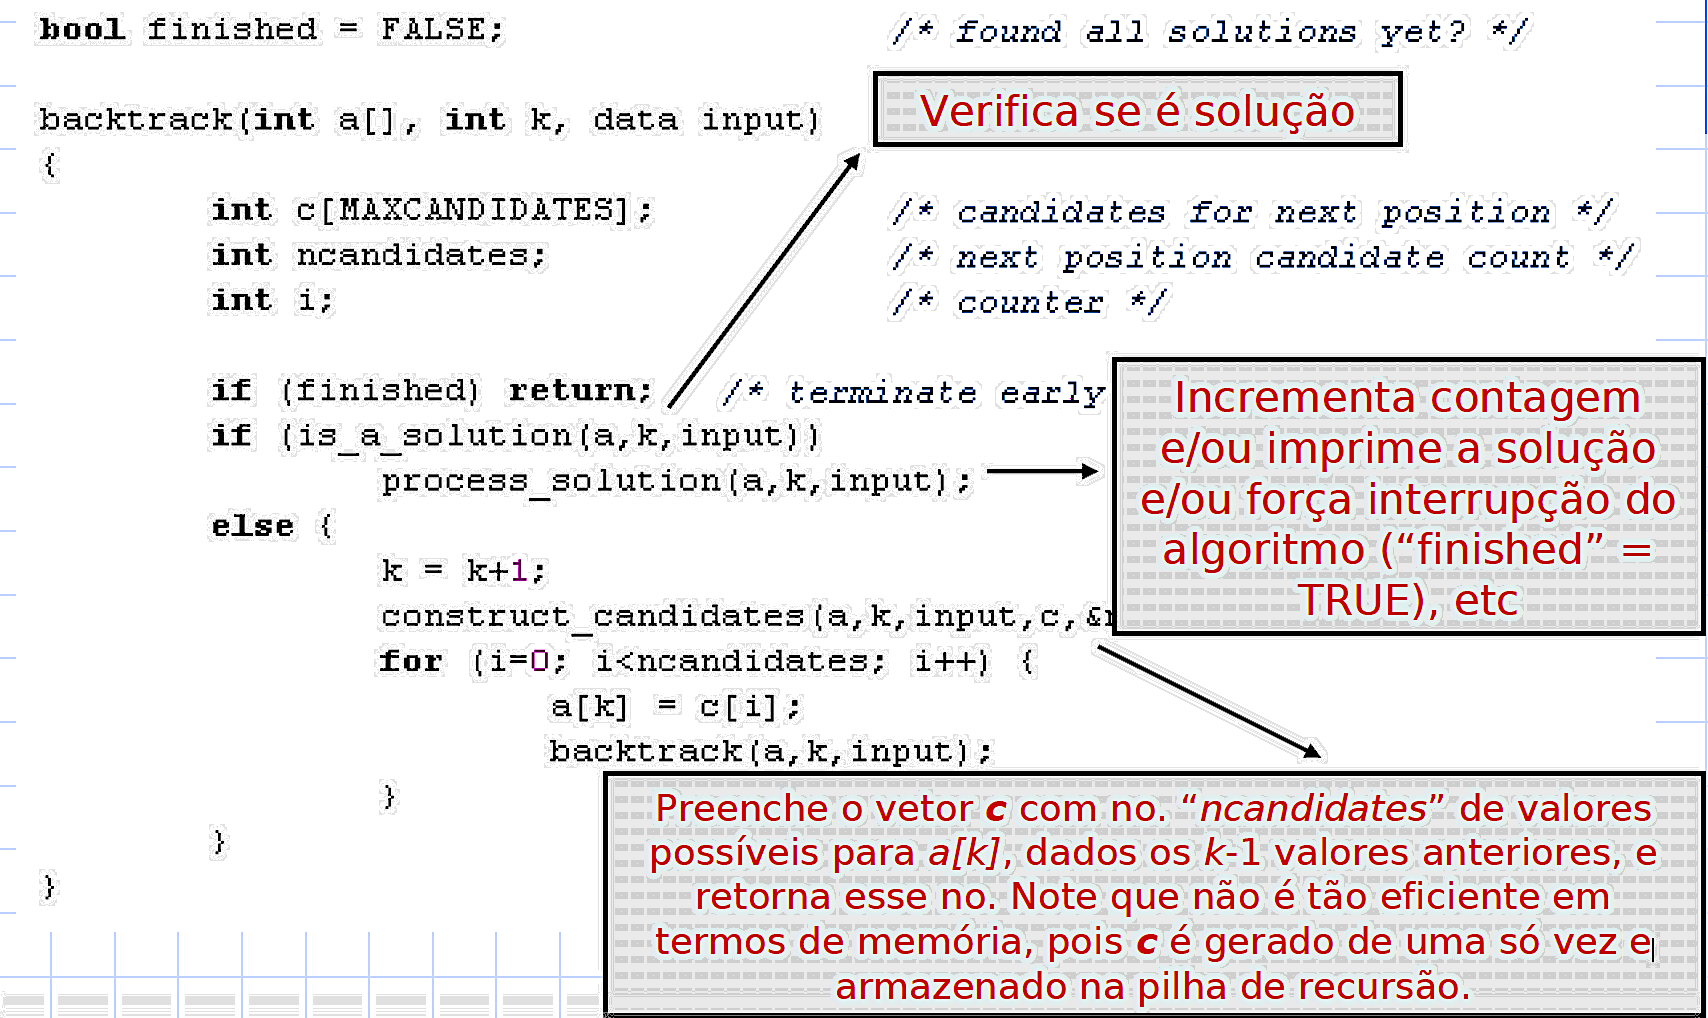 bool finished = FALSE; /* found all solutions yet? */
Verifica se é solução
backtrack(int a[], int k, data input)
{
int c[MAXCANDIDATES]; /* candidates for next position */
int ncandidates; /* next position candidate count */
int i; /* counter */
if (finished) return; /* terminate early
if (is_a_solution(a,k,input))
process_solution(a,k,input);
else {
k = k+1;
construct_candidates(a,k,input,c,&
for (i=0; i<ncandidates; i++) {
a[k] = c[i];
backtrack(a,k,input);
}
}
}
Incrementa contagem
e/ou imprime a solução
e/ou força interrupção do
algoritmo (“finished” =
TRUE), etc
Preenche o vetor c com no. “ncandidates” de valores
possíveis para a[k], dados os k-1 valores anteriores, e
retorna esse no. Note que não é tão eficiente em
termos de memória, pois c é gerado de uma só vez e
armazenado na pilha de recursão.